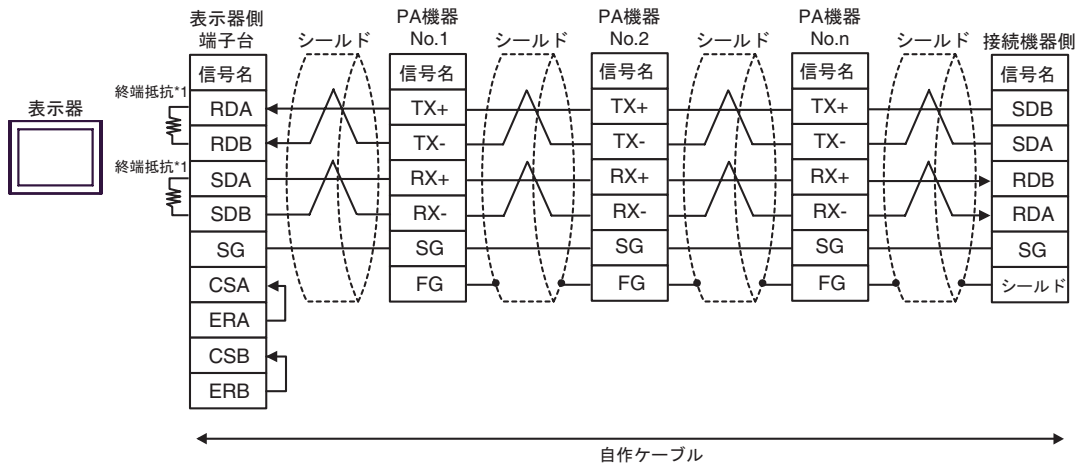 表示器
終端抵抗*1
終端抵抗*1
表示器側
端子台
信号名
RDA
RDB
SDA
SDB
SG
CSA
ERA
CSB
ERB
シールド
PA機器
No.1
信号名
TX+
TX-
RX+
RX-
SG
FG
シールド
PA機器
No.2
信号名
TX+
TX-
RX+
RX-
SG
FG
シールド
PA機器
No.n
信号名
TX+
TX-
RX+
RX-
SG
FG
シールド
接続機器側
信号名
SDB
SDA
RDB
RDA
SG
シールド
自作ケーブル